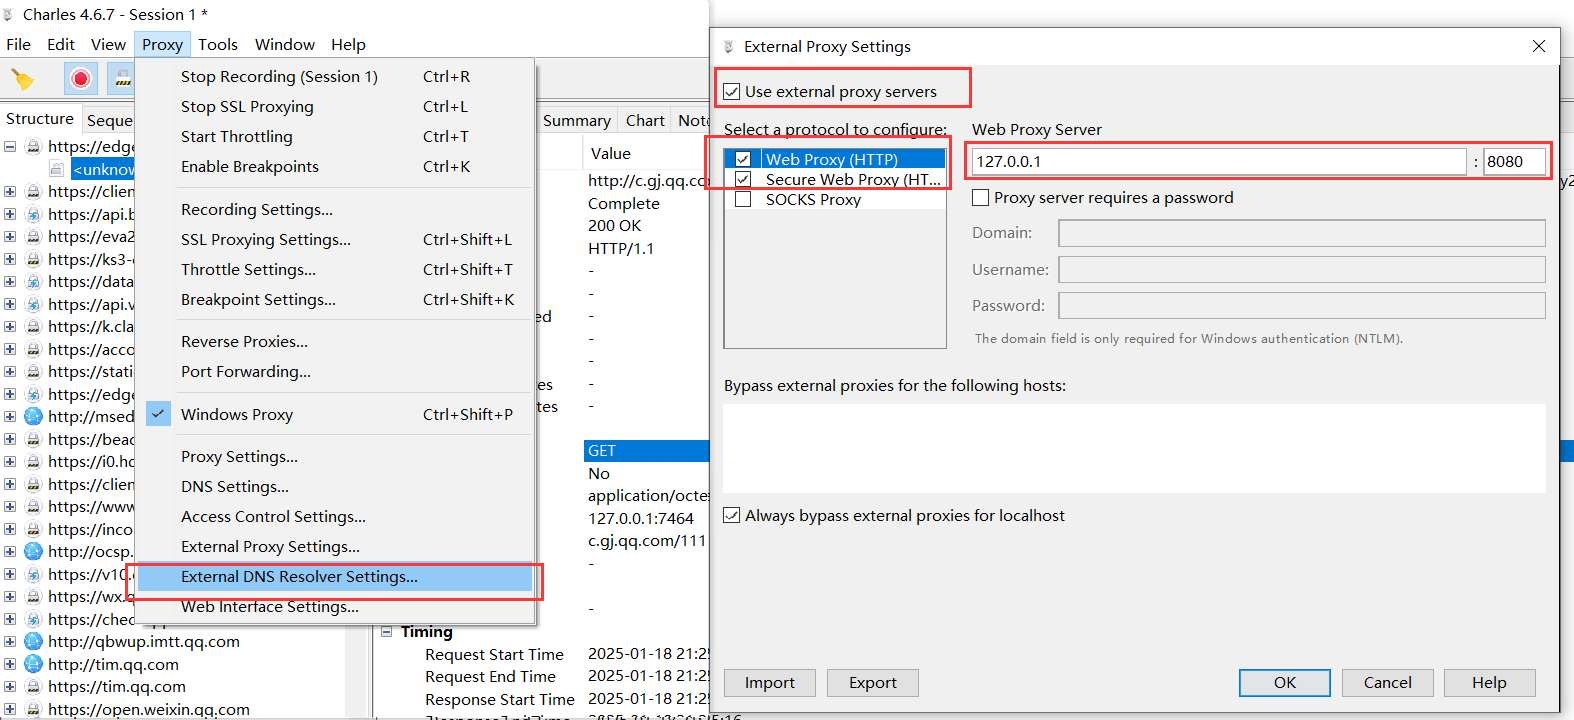 Charles 4.6.7 - Session 1 *
File Edit View Proxy Tools Window Help
Structure Seque
https://edge
<unknow
https://clien
https://api.b
https://eva2
https://ks3-c
https://data
https://api.v
https://k.cla
https://acco
https://stati
https://edge
http://msed
https://beac
https://i0.hd
https://clien
https://www
https://inco
http://ocsp.
https://v10.
https://wx.q
https://chec
http://qbwup.imtt.qq.com
http://tim.qq.com
https://tim.qq.com
https://open.weixin.qq.com
Stop Recording (Session 1) Ctrl+R
Stop SSL Proxying Ctrl+L
Start Throttling Ctrl+T
Enable Breakpoints Ctrl+K
Recording Settings...
SSL Proxying Settings... Ctrl+Shift+L
Throttle Settings... Ctrl+Shift+T
Breakpoint Settings... Ctrl+Shift+K
Reverse Proxies...
Port Forwarding...
Windows Proxy Ctrl+Shift+P
Proxy Settings...
DNS Settings...
Access Control Settings...
External Proxy Settings...
External DNS Resolver Settings...
Web Interface Settings...
Summary Chart Note
Value
http://c.gj.qq.co
Complete
200 OK
HTTP/1.1
-
-
ed -
-
-
es -
tes -
GET
No
application/octe
127.0.0.1:7464
c.gj.qq.com/111
-
-
Timing
Request Start Time 2025-01-18 21:25
Request End Time 2025-01-18 21:25
Response Start Time 2025-01-18 21:25
External Proxy Settings
Use external proxy servers
Select a protocol to configure:
Web Proxy (HTTP)
Secure Web Proxy (HT...
SOCKS Proxy
Web Proxy Server
127.0.0.1 : 8080
Proxy server requires a password
Domain:
Username:
Password:
The domain field is only required for Windows authentication (NTLM).
Bypass external proxies for the following hosts:
Always bypass external proxies for localhost
Import Export OK Cancel Help
y2